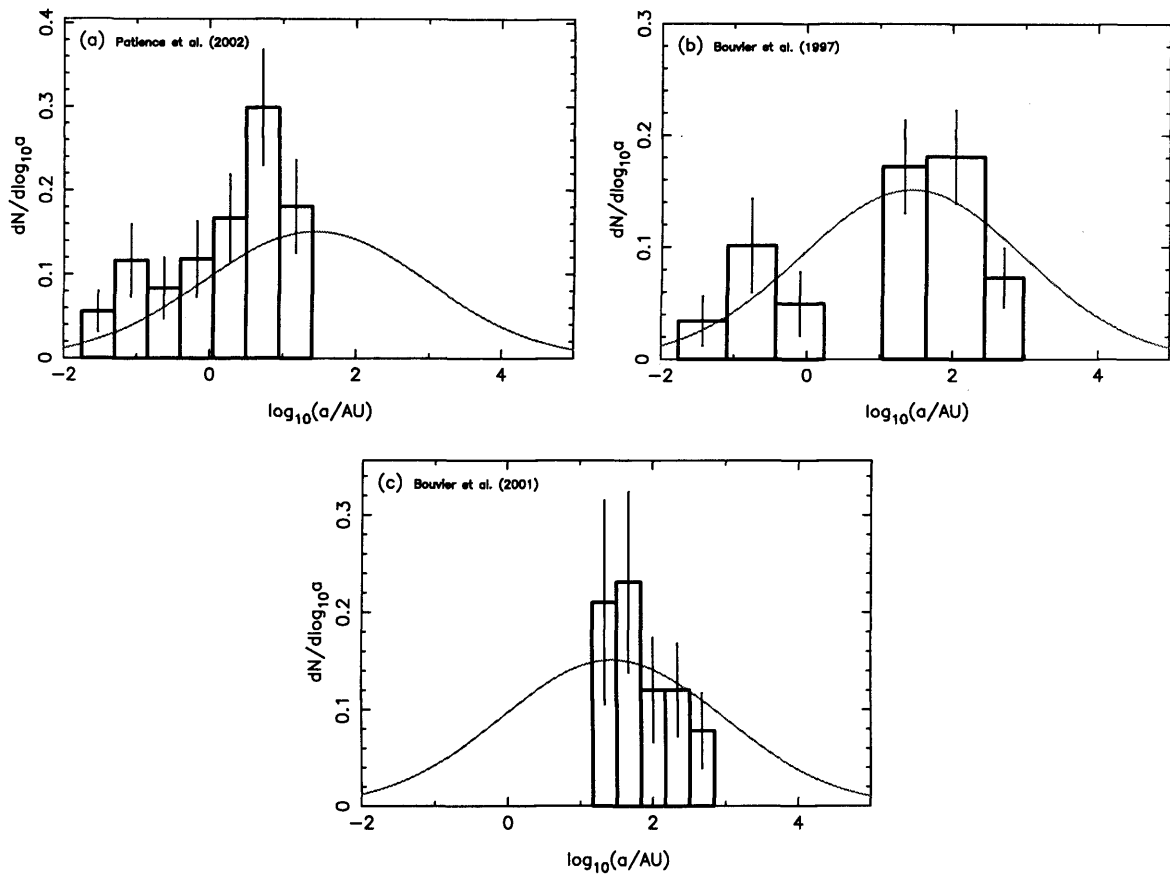 (a) Patience et al. (2002)
0.4
0.3
0.2
0.1
0
dN/dlog10a
-2
0
2
4
log10(a/AU)
(b) Bouvier et al. (1997)
0.3
0.2
0.1
0
dN/dlog10a
-2
0
2
4
log10(a/AU)
(c) Bouvier et al. (2001)
0.3
0.2
0.1
0
dN/dlog10a
-2
0
2
4
log10(a/AU)